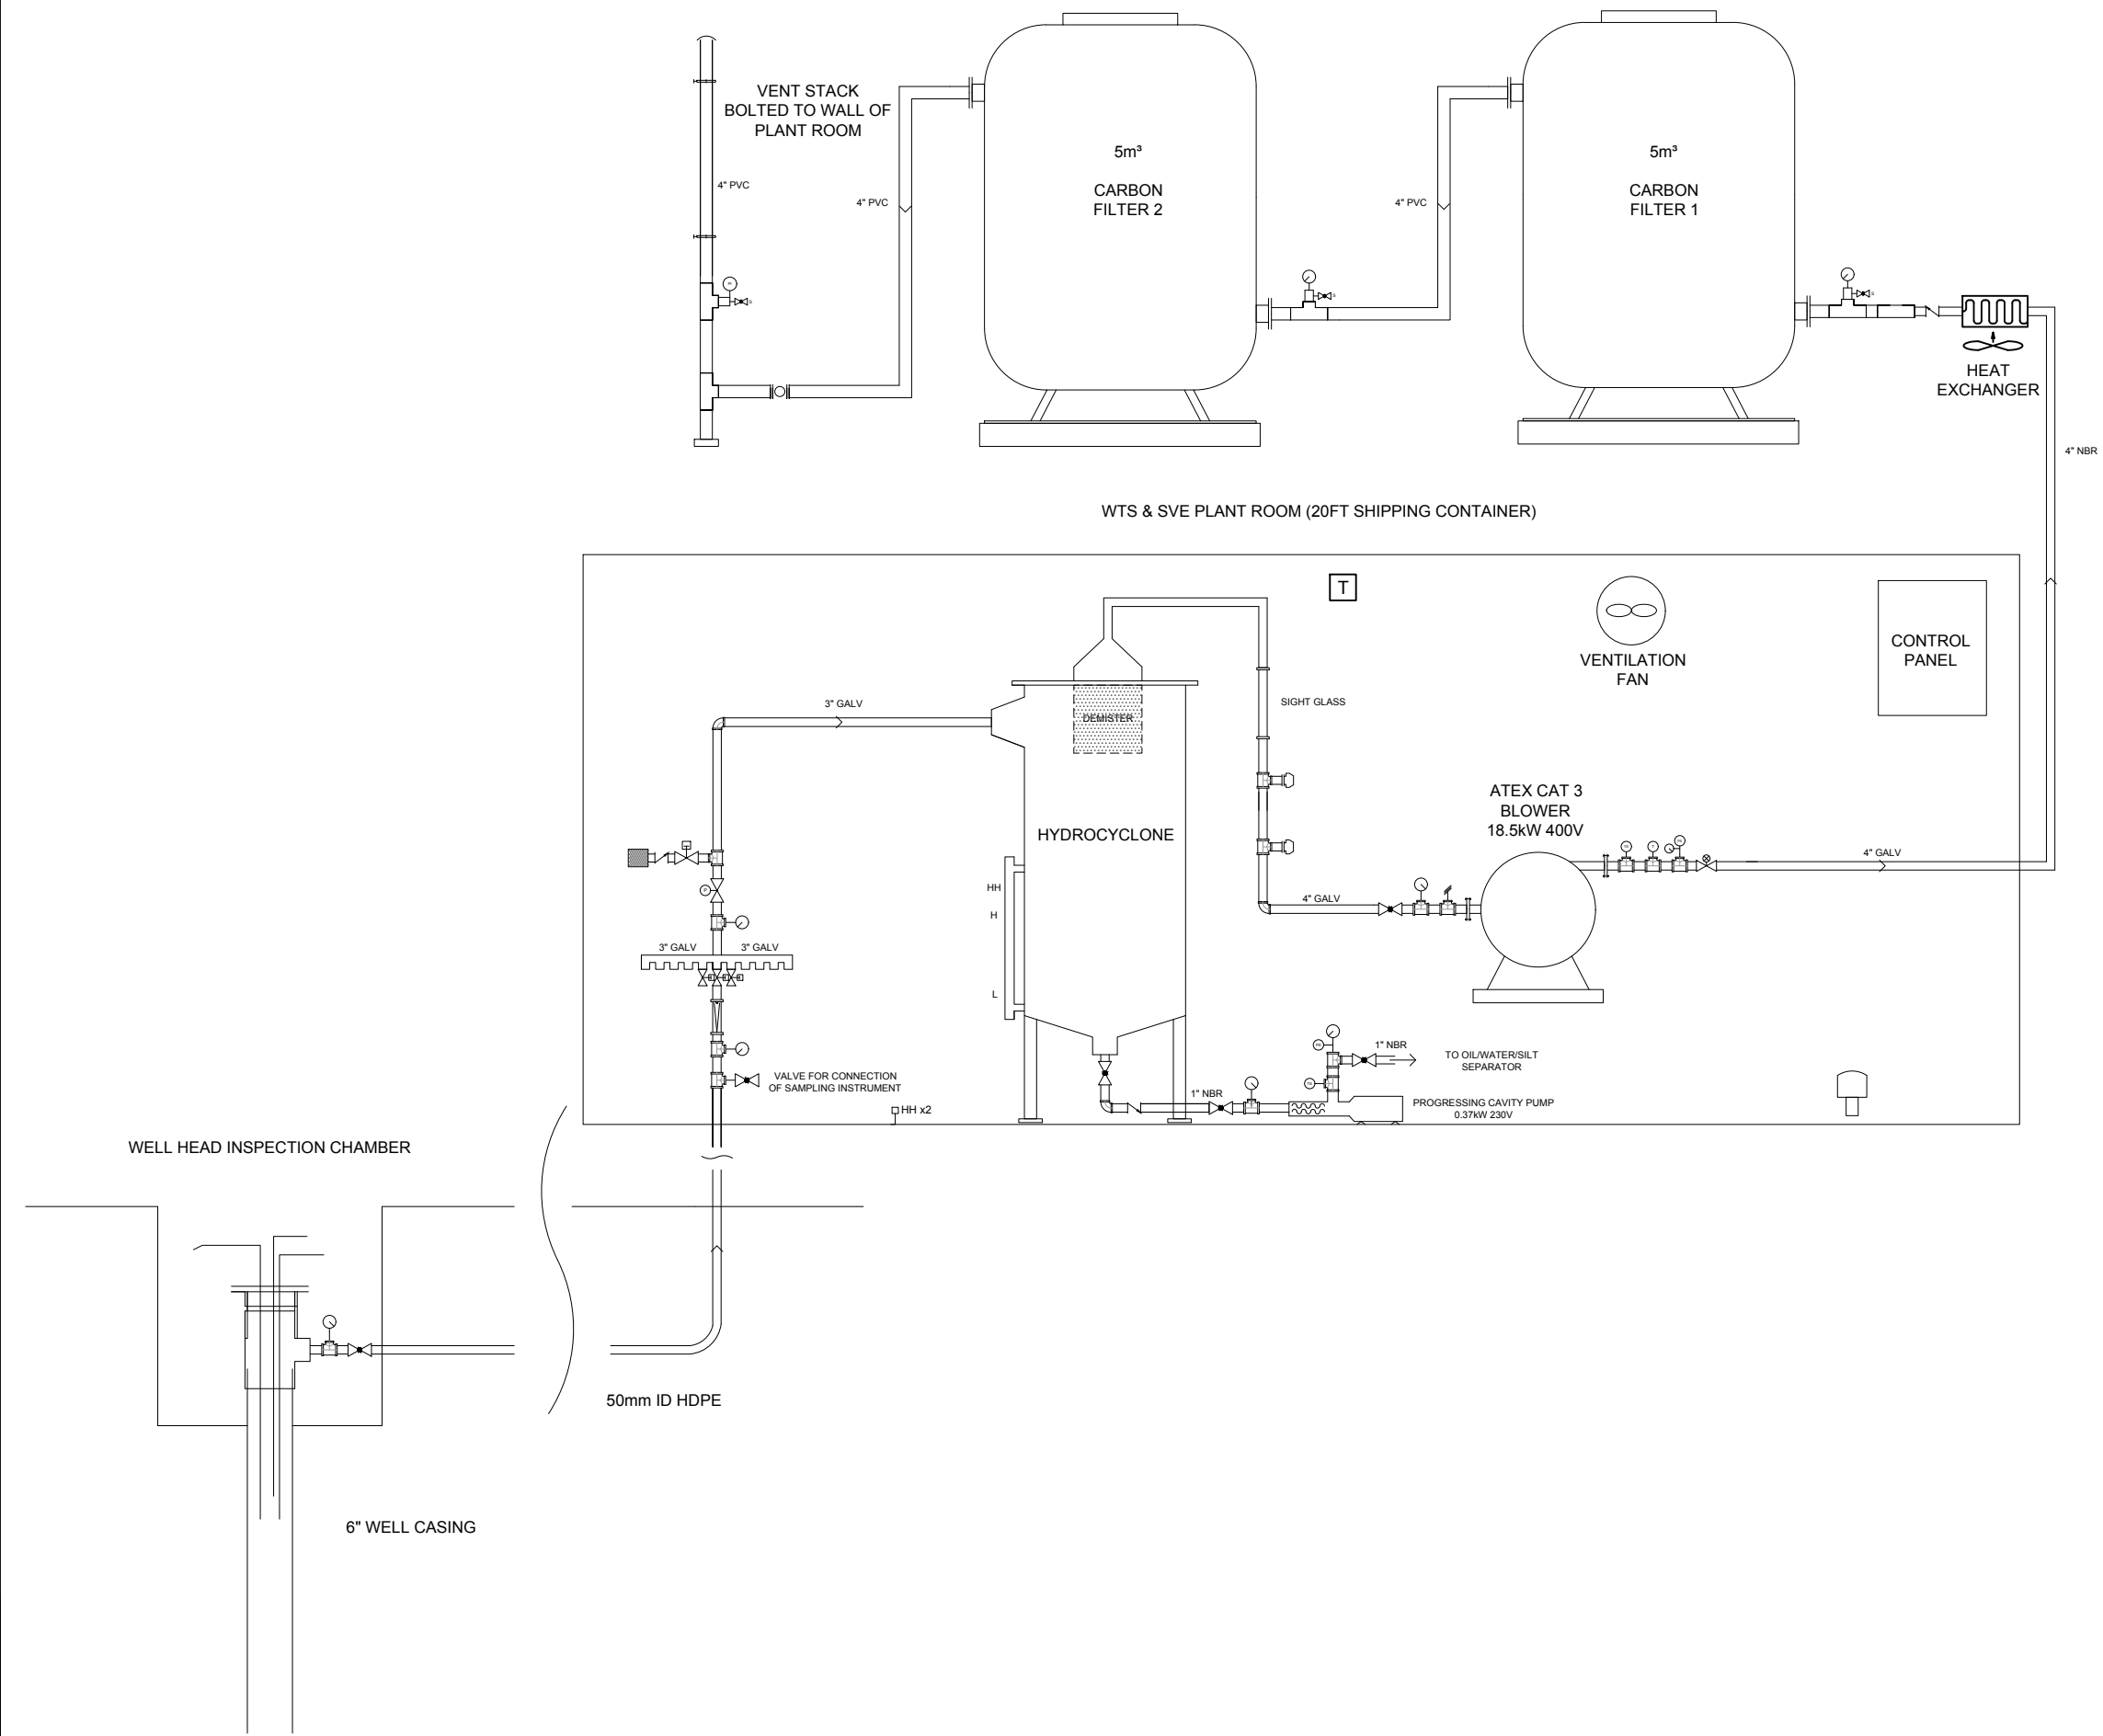 VENT STACK
BOLTED TO WALL OF
PLANT ROOM
4" PVC
4" PVC
5m³
CARBON
FILTER 2
4" PVC
5m³
CARBON
FILTER 1
HEAT
EXCHANGER
4" NBR
WTS & SVE PLANT ROOM (20FT SHIPPING CONTAINER)
T
VENTILATION
FAN
CONTROL
PANEL
3" GALV
DEMISTER
SIGHT GLASS
HYDROCYCLONE
ATEX CAT 3
BLOWER
18.5kW 400V
4" GALV
4" GALV
HH
H
L
P
3" GALV
3" GALV
VALVE FOR CONNECTION
OF SAMPLING INSTRUMENT
HH x2
1" NBR
1" NBR
TO OIL/WATER/SILT
SEPARATOR
PROGRESSING CAVITY PUMP
0.37kW 230V
WELL HEAD INSPECTION CHAMBER
50mm ID HDPE
6" WELL CASING